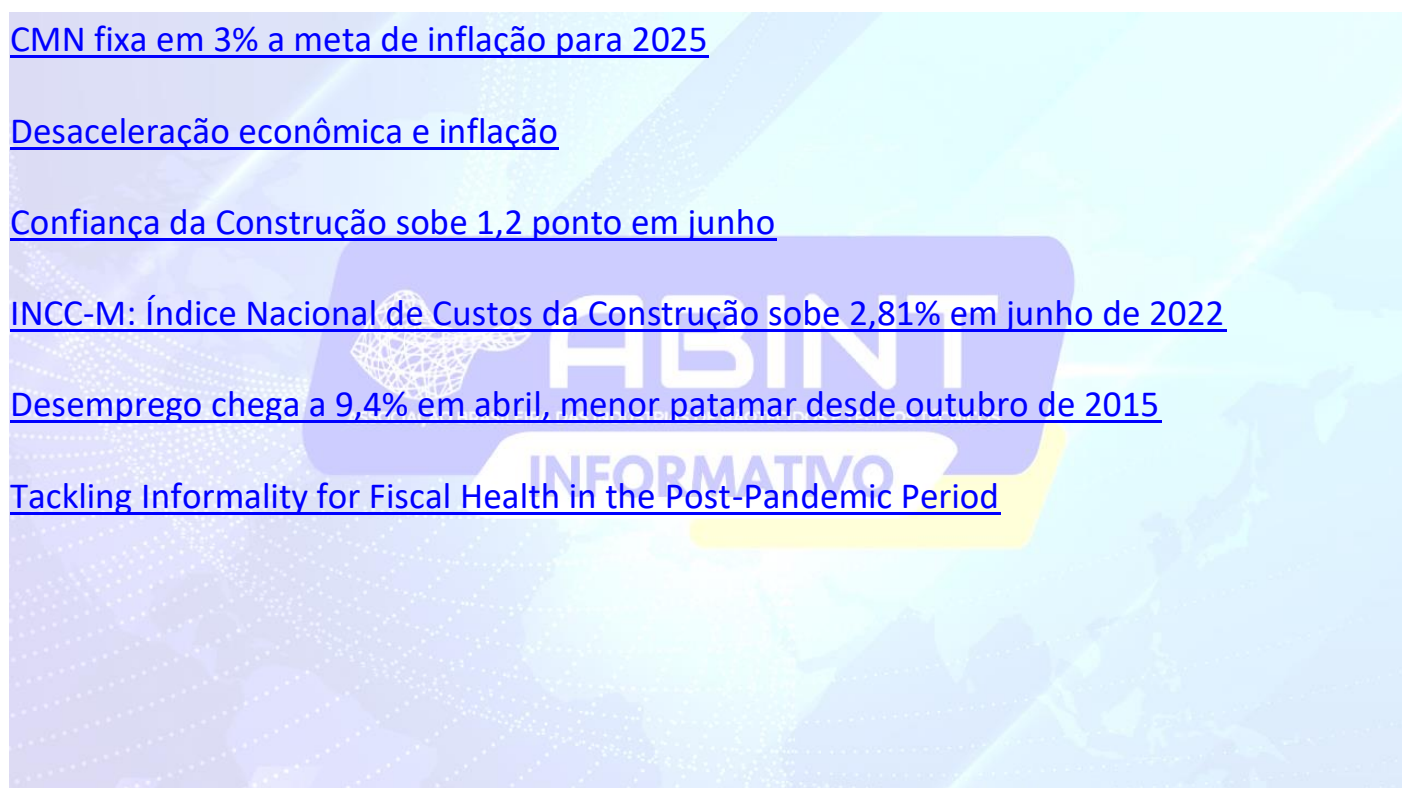 CMN fixa em 3% a meta de inflação para 2025
Desaceleração econômica e inflação
Confiança da Construção sobe 1,2 ponto em junho
INCC-M: Índice Nacional de Custos da Construção sobe 2,81% em junho de 2022
ABINT
Desemprego chega a 9,4% em abril, menor patamar desde outubro de 2015
INFORMATIVO
Tackling Informality for Fiscal Health in the Post-Pandemic Period